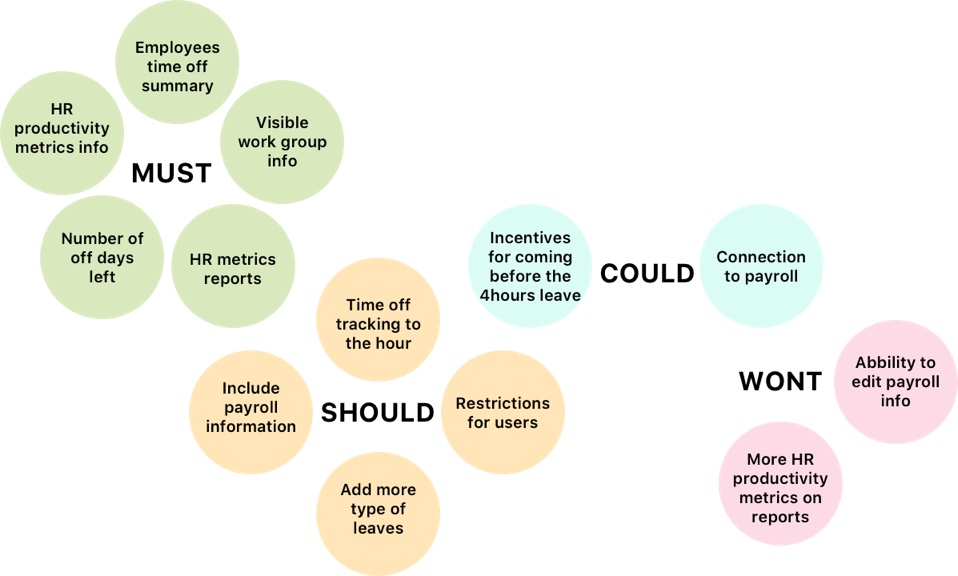 Employees
time off
summary
HR
productivity
metrics info
Visible
work group
info
MUST
Number of
off days
left
HR metrics
reports
Time off
tracking to
the hour
Include
payroll
information
SHOULD
Restrictions
for users
Add more
type of
leaves
Incentives
for coming
before the
4hours leave
COULD
Connection
to payroll
WONT
Abbility to
edit payroll
info
More HR
productivity
metrics on
reports